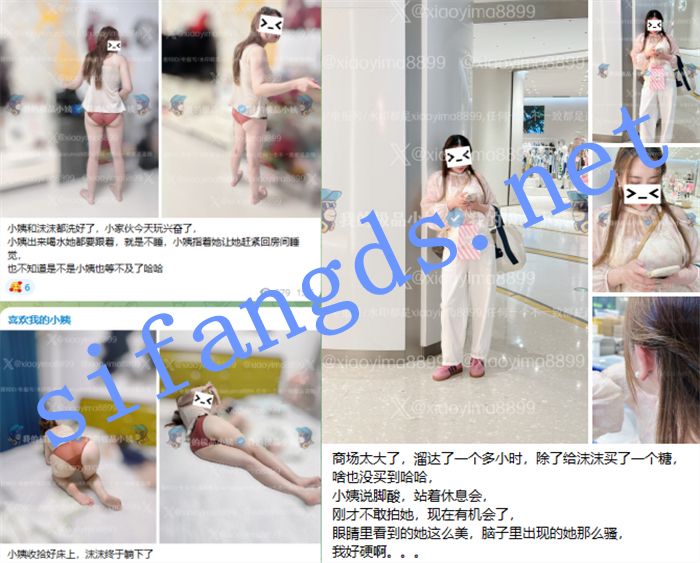 小姨和沫沫都洗好了，小家伙今天玩兴奋了，
小姨出来喝水她都要跟着，就是不睡，小姨指着她让她赶紧回房间睡
觉，
也不知道是不是小姨也等不及了哈哈
6
喜欢我的小姨
小姨收拾好床上，沫沫终于躺下了
@xiaoyima8899
我的极品小姨
sifangds.net
商场太大了，溜达了一个多小时，除了给沫沫买了一个糖，
啥也没买到哈哈，
小姨说脚酸，站着休息会，
刚才不敢拍她，现在有机会了，
眼睛里看到的她这么美，脑子里出现的她那么骚，
我好硬啊。。。